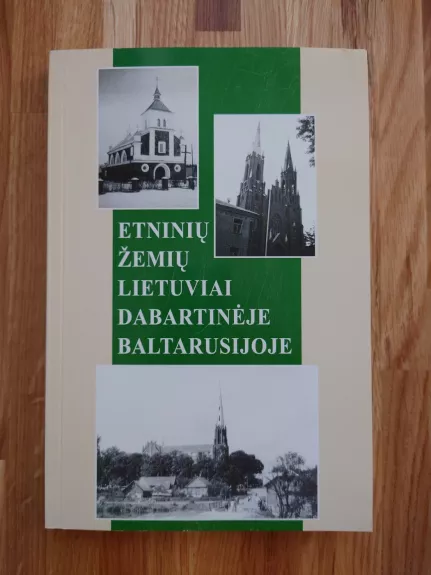 ETNINIŲ
ŽEMIŲ
LIETUVIAI
DABARTINĖJE
BALTARUSIJOJE